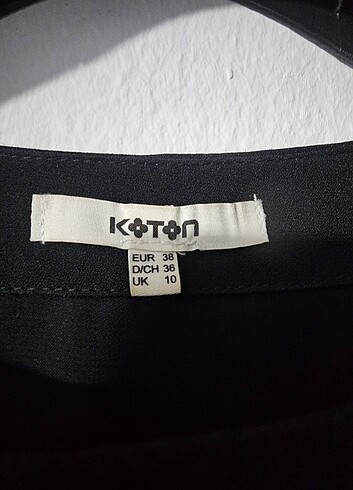 KOTON
EUR 38
D/CH 36
UK 10